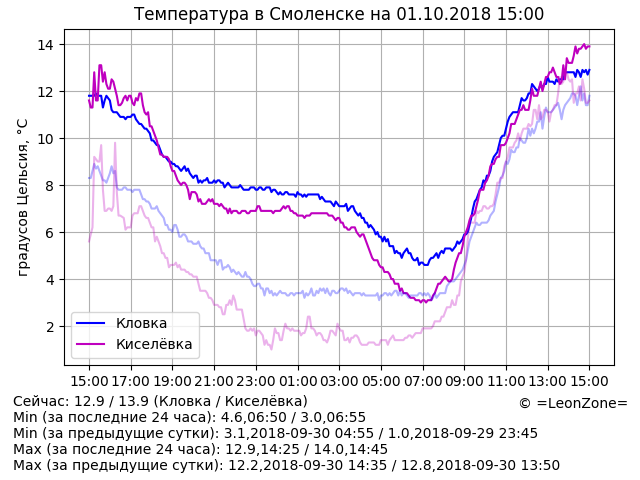 Температура в Смоленске на 01.10.2018 15:00
градусов Цельсия, °C
14
12
10
8
6
4
2
Кловка
Киселёвка
15:00 17:00 19:00 21:00 23:00 01:00 03:00 05:00 07:00 09:00 11:00 13:00 15:00
Сейчас: 12.9 / 13.9 (Кловка / Киселёвка)
© =LeonZone=
Min (за последние 24 часа): 4.6,06:50 / 3.0,06:55
Min (за предыдущие сутки): 3.1,2018-09-30 04:55 / 1.0,2018-09-29 23:45
Max (за последние 24 часа): 12.9,14:25 / 14.0,14:45
Max (за предыдущие сутки): 12.2,2018-09-30 14:35 / 12.8,2018-09-30 13:50